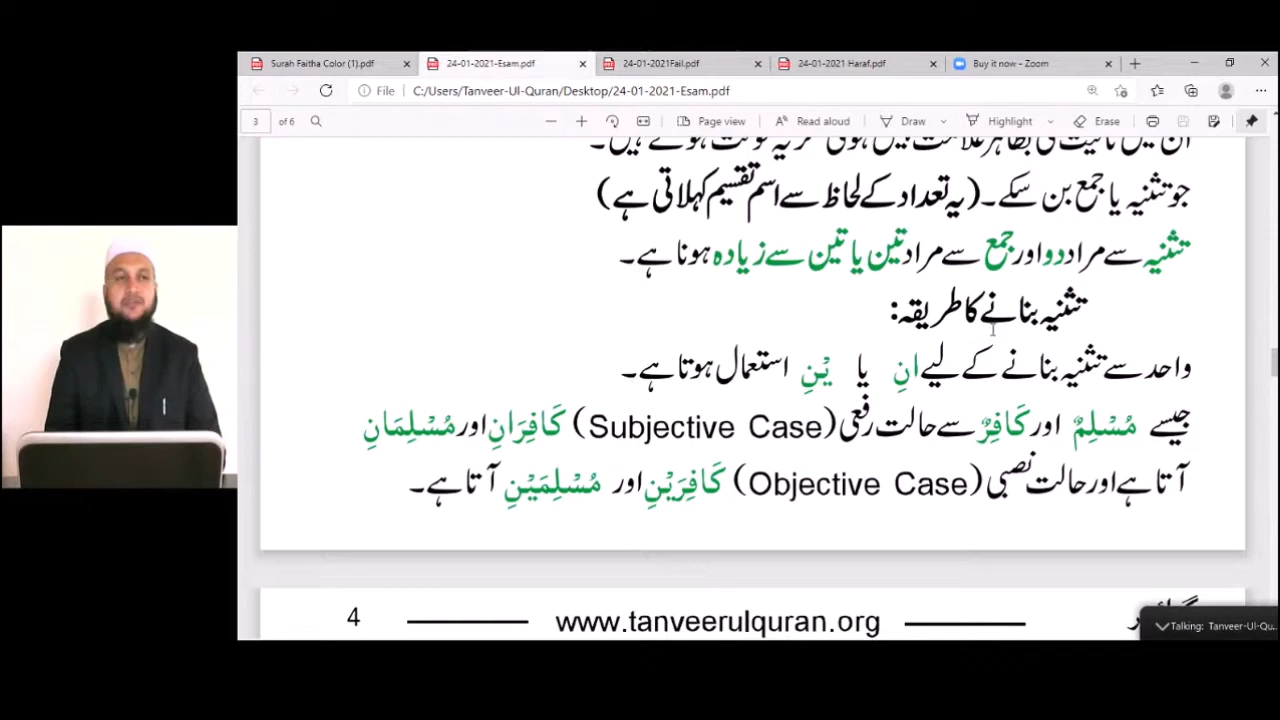 Surah Faitha Color (1).pdf
24-01-2021-Esam.pdf
24-01-2021Fail.pdf
24-01-2021 Haraf.pdf
Buy it now - Zoom
File C:/Users/Tanveer-Ul-Quran/Desktop/24-01-2021-Esam.pdf
3 of 6 Page view Read aloud Draw Highlight Erase
جو تثنیہ یا جمع بن سکے۔ (یہ تعداد کے لحاظ سے اسم تقسیم کہلاتی ہے)
تثنیہ سے مراد دو اور جمع سے مراد تین یا تین سے زیادہ ہونا ہے۔
تثنیہ بنانے کا طریقہ:
واحد سے تثنیہ بنانے کے لیے انِ یا یْنِ استعمال ہوتا ہے۔
جیسے مُسْلِمٌ اور کَافِرٌ سے حالت رفعی (Subjective Case) کَافِرَانِ اور مُسْلِمَانِ
آتا ہے اور حالت نصبی (Objective Case) کَافِرَیْنِ اور مُسْلِمَیْنِ آتا ہے۔
4 www.tanveerulquran.org
Talking: Tanveer-Ul-Qu...